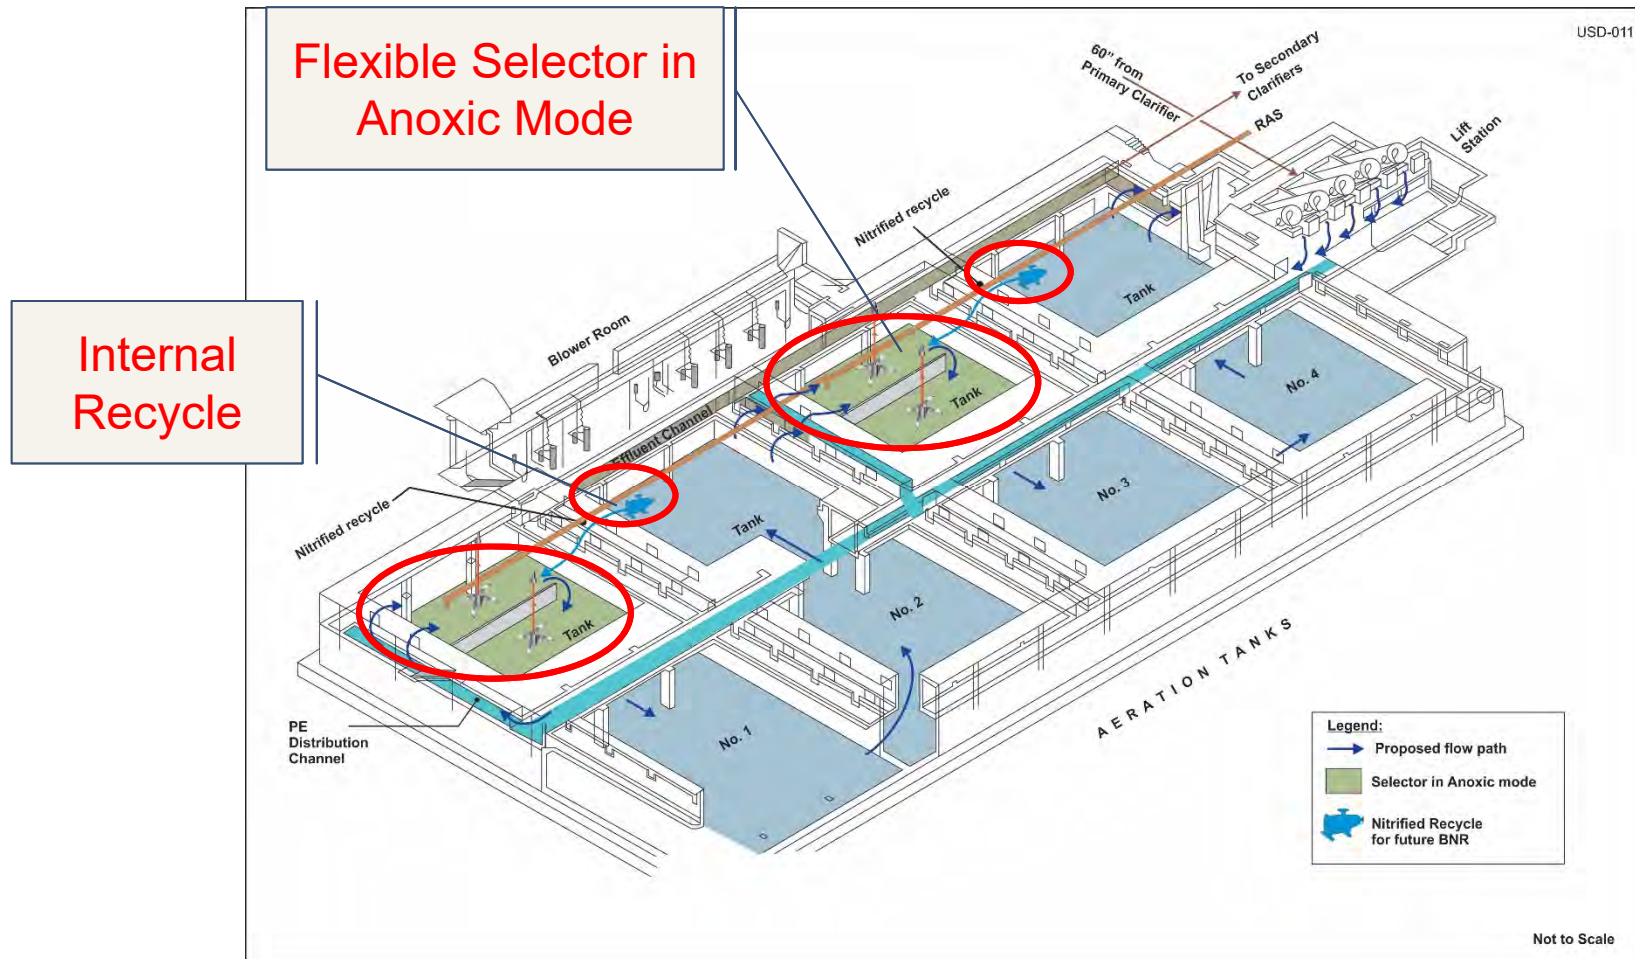 USD-011
Flexible Selector in
Anoxic Mode
60" from
Primary Clarifier
To Secondary
Clarifiers
RAS
Lift
Station
Nitrified recycle
Tank
Internal
Recycle
Blower Room
Tank
No. 4
Effluent Channel
No. 3
Nitrified recycle
Tank
No. 2
Tank
No. 1
AERATION TANKS
PE
Distribution
Channel
Legend:
Proposed flow path
Selector in Anoxic mode
Nitrified Recycle
for future BNR
Not to Scale